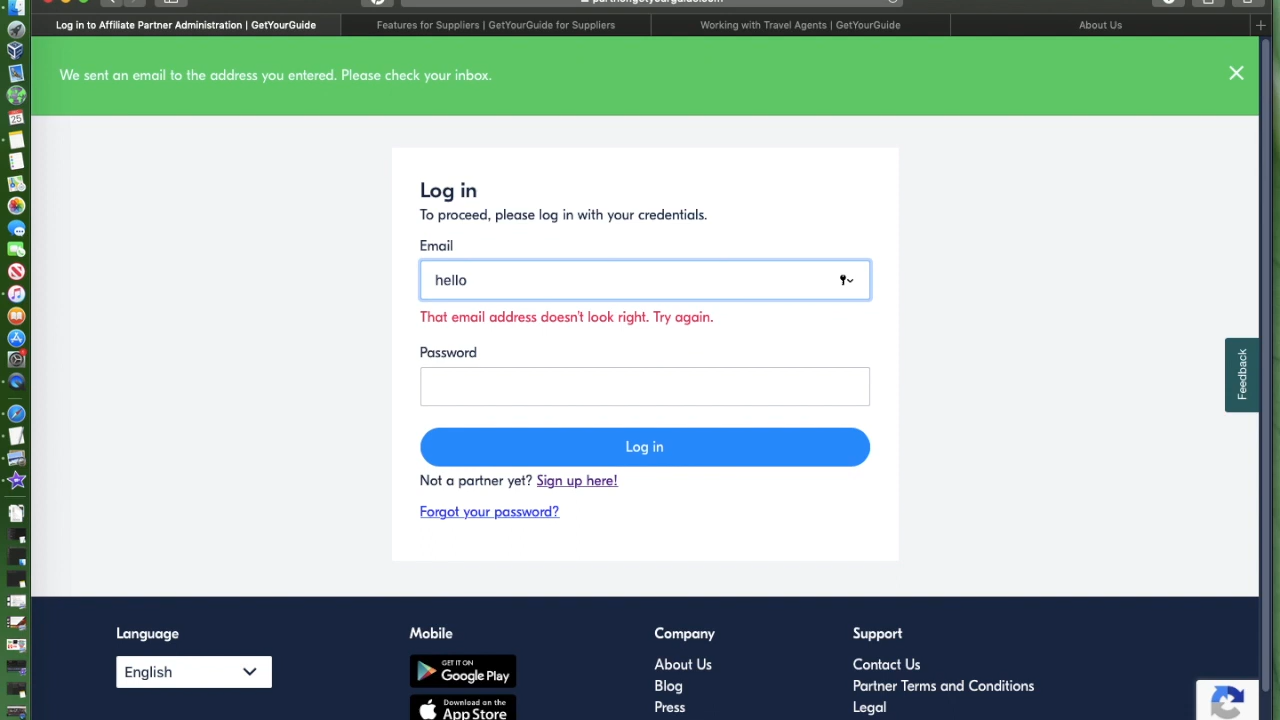 Log in to Affiliate Partner Administration | GetYourGuide
Features for Suppliers | GetYourGuide for Suppliers
Working with Travel Agents | GetYourGuide
About Us
We sent an email to the address you entered. Please check your inbox.
Log in
To proceed, please log in with your credentials.
Email
hello
That email address doesn't look right. Try again.
Password
Log in
Not a partner yet? Sign up here!
Forgot your password?
Feedback
Language
English
Mobile
GET IT ON
Google Play
Download on the
App Store
Company
About Us
Blog
Press
Support
Contact Us
Partner Terms and Conditions
Legal
25